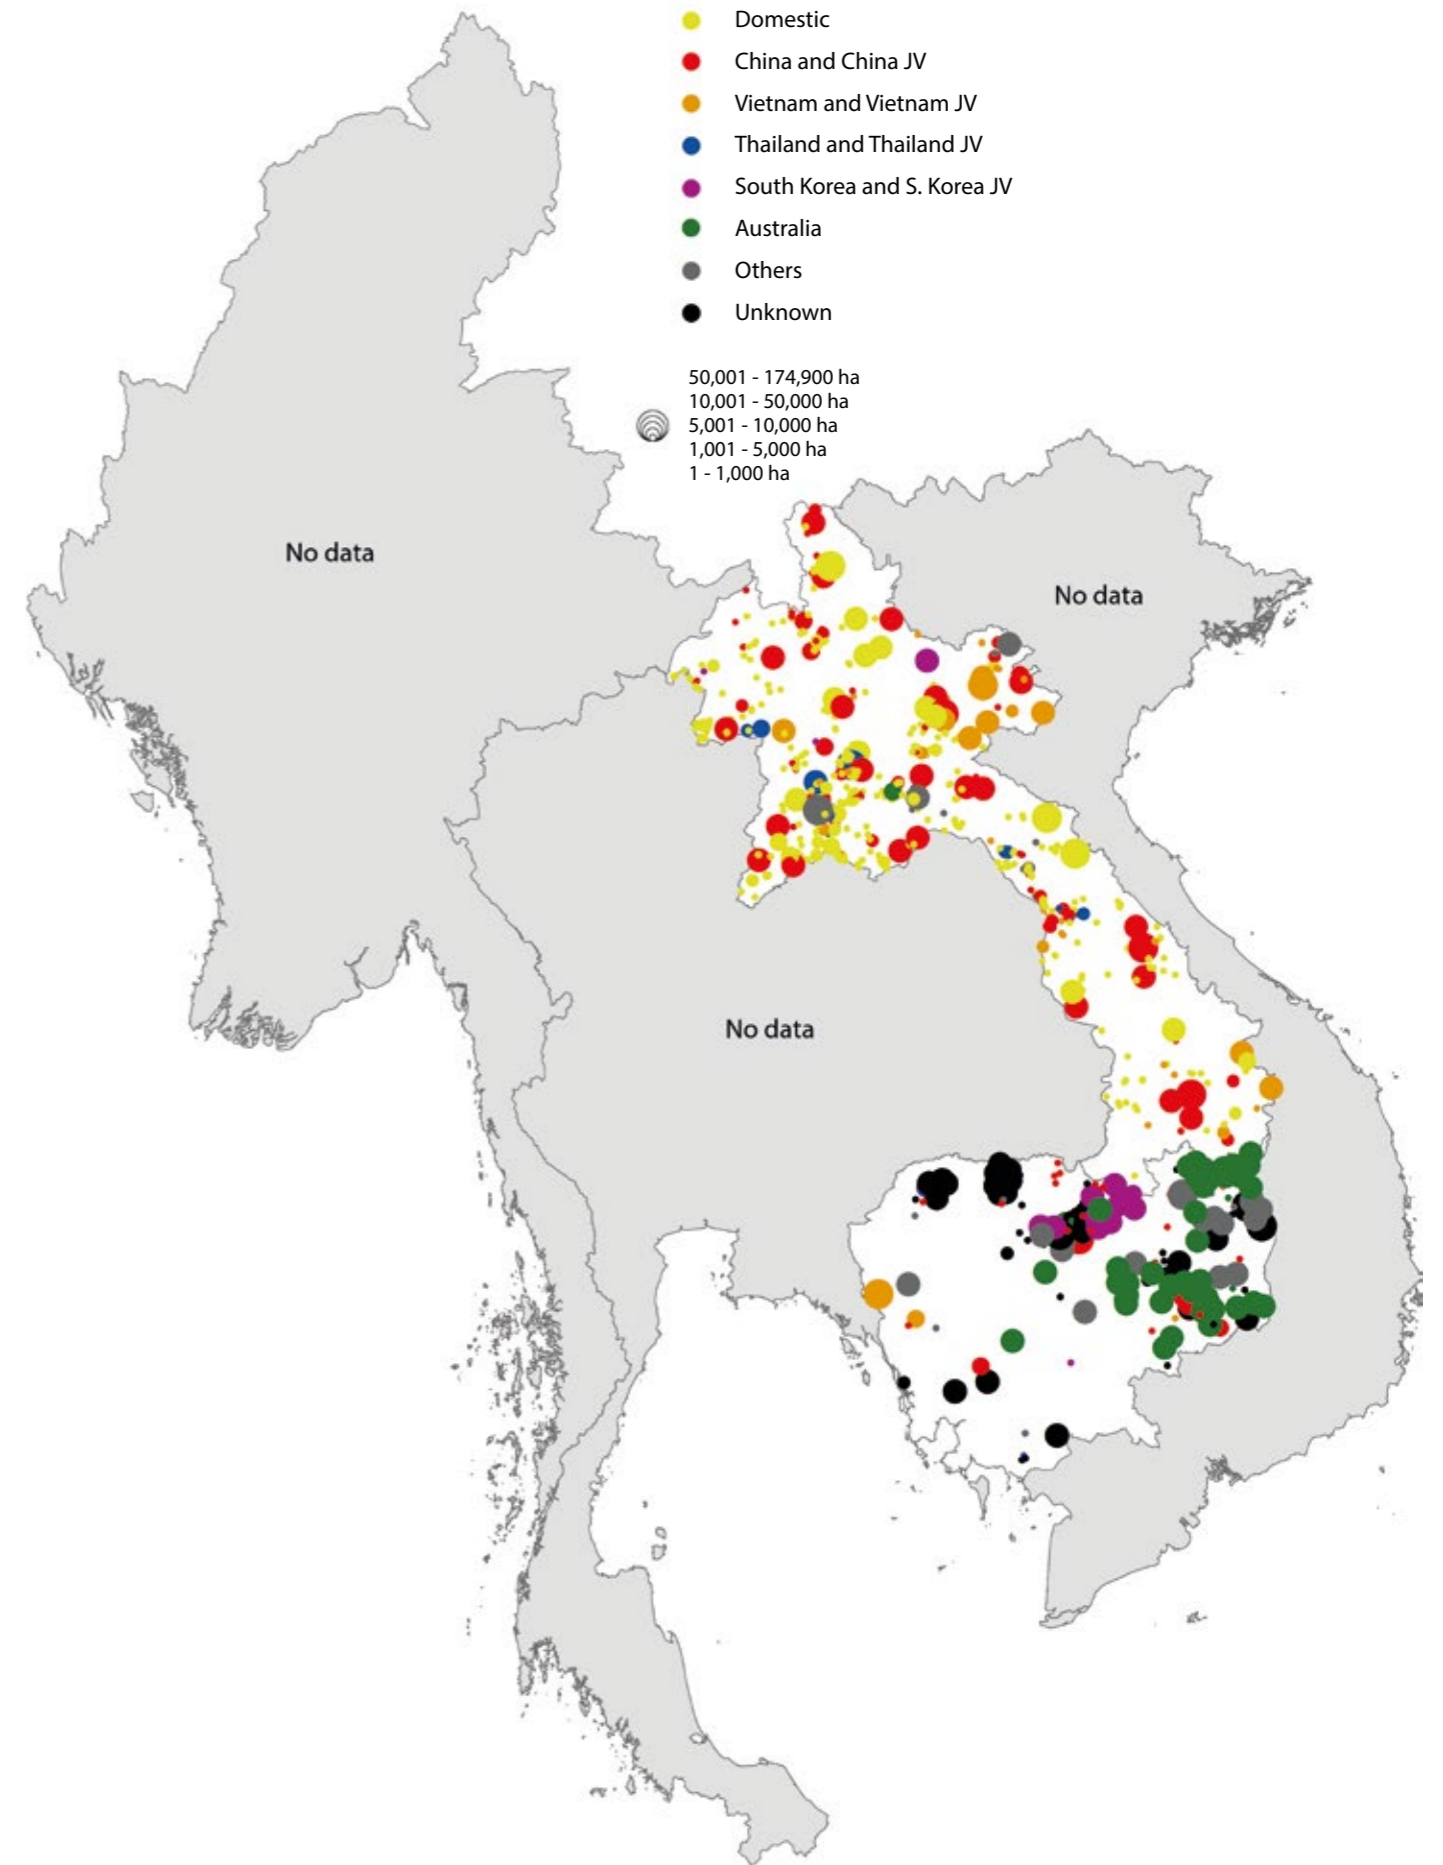 Domestic
China and China JV
Vietnam and Vietnam JV
Thailand and Thailand JV
South Korea and S. Korea JV
Australia
Others
Unknown
50,001 - 174,900 ha
10,001 - 50,000 ha
5,001 - 10,000 ha
1,001 - 5,000 ha
1 - 1,000 ha
No data
No data
No data